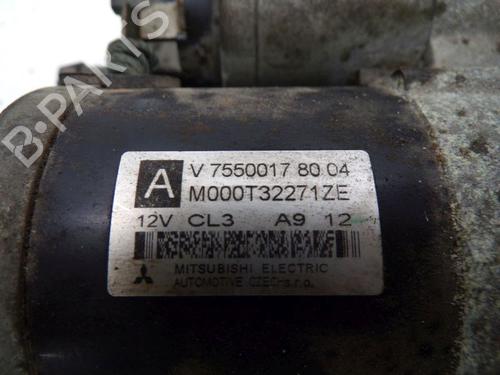 B-PARTS
A V 7550017 80 04
M000T32271ZE
12V CL3 A9 12
MITSUBISHI ELECTRIC
AUTOMOTIVE CZECH s.r.o.